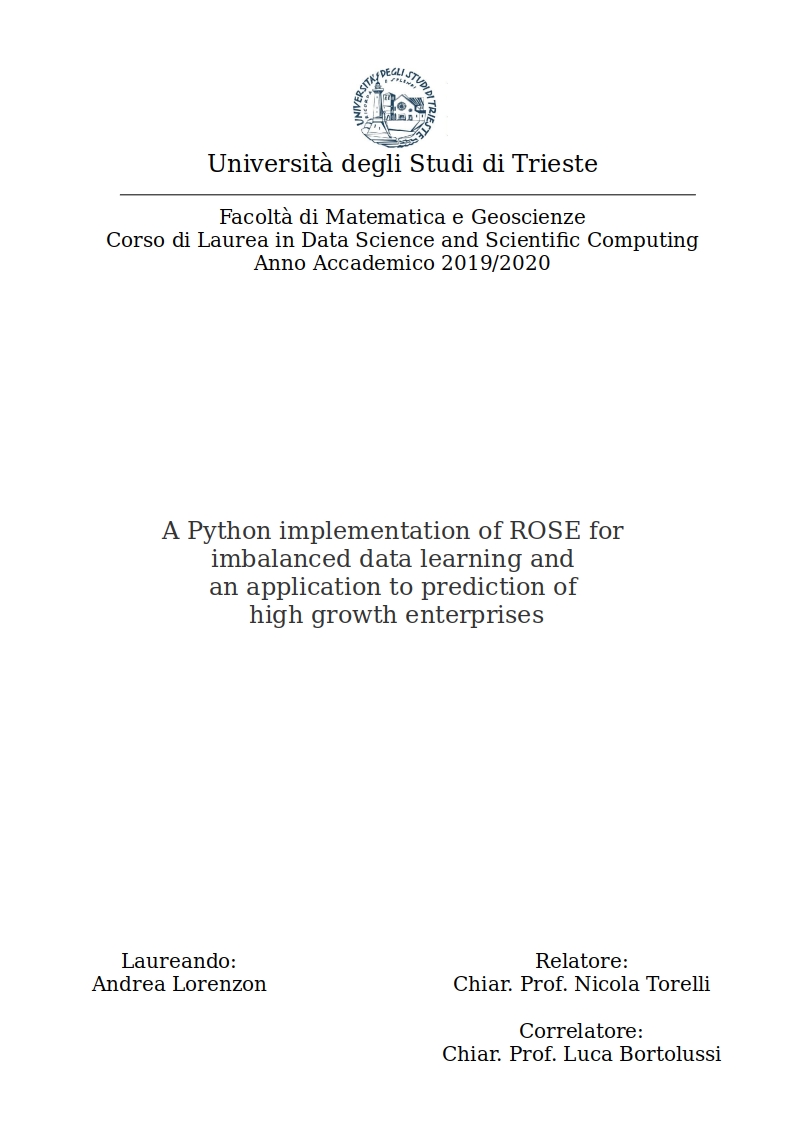 UNIVERSITA' DEGLI STUDI DI TRIESTE
Università degli Studi di Trieste
Facoltà di Matematica e Geoscienze
Corso di Laurea in Data Science and Scientific Computing
Anno Accademico 2019/2020
A Python implementation of ROSE for
imbalanced data learning and
an application to prediction of
high growth enterprises
Laureando:
Andrea Lorenzon
Relatore:
Chiar. Prof. Nicola Torelli
Correlatore:
Chiar. Prof. Luca Bortolussi